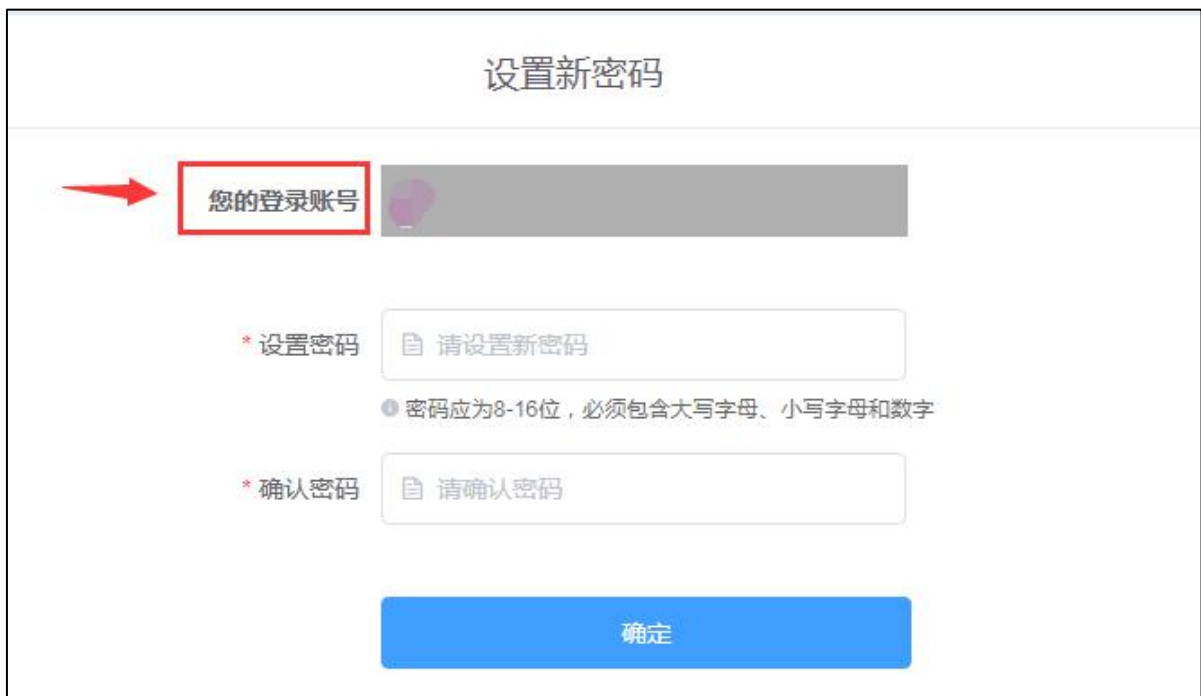 设置新密码
您的登录账号
* 设置密码 请设置新密码
密码应为8-16位，必须包含大写字母、小写字母和数字
* 确认密码 请确认密码
确定